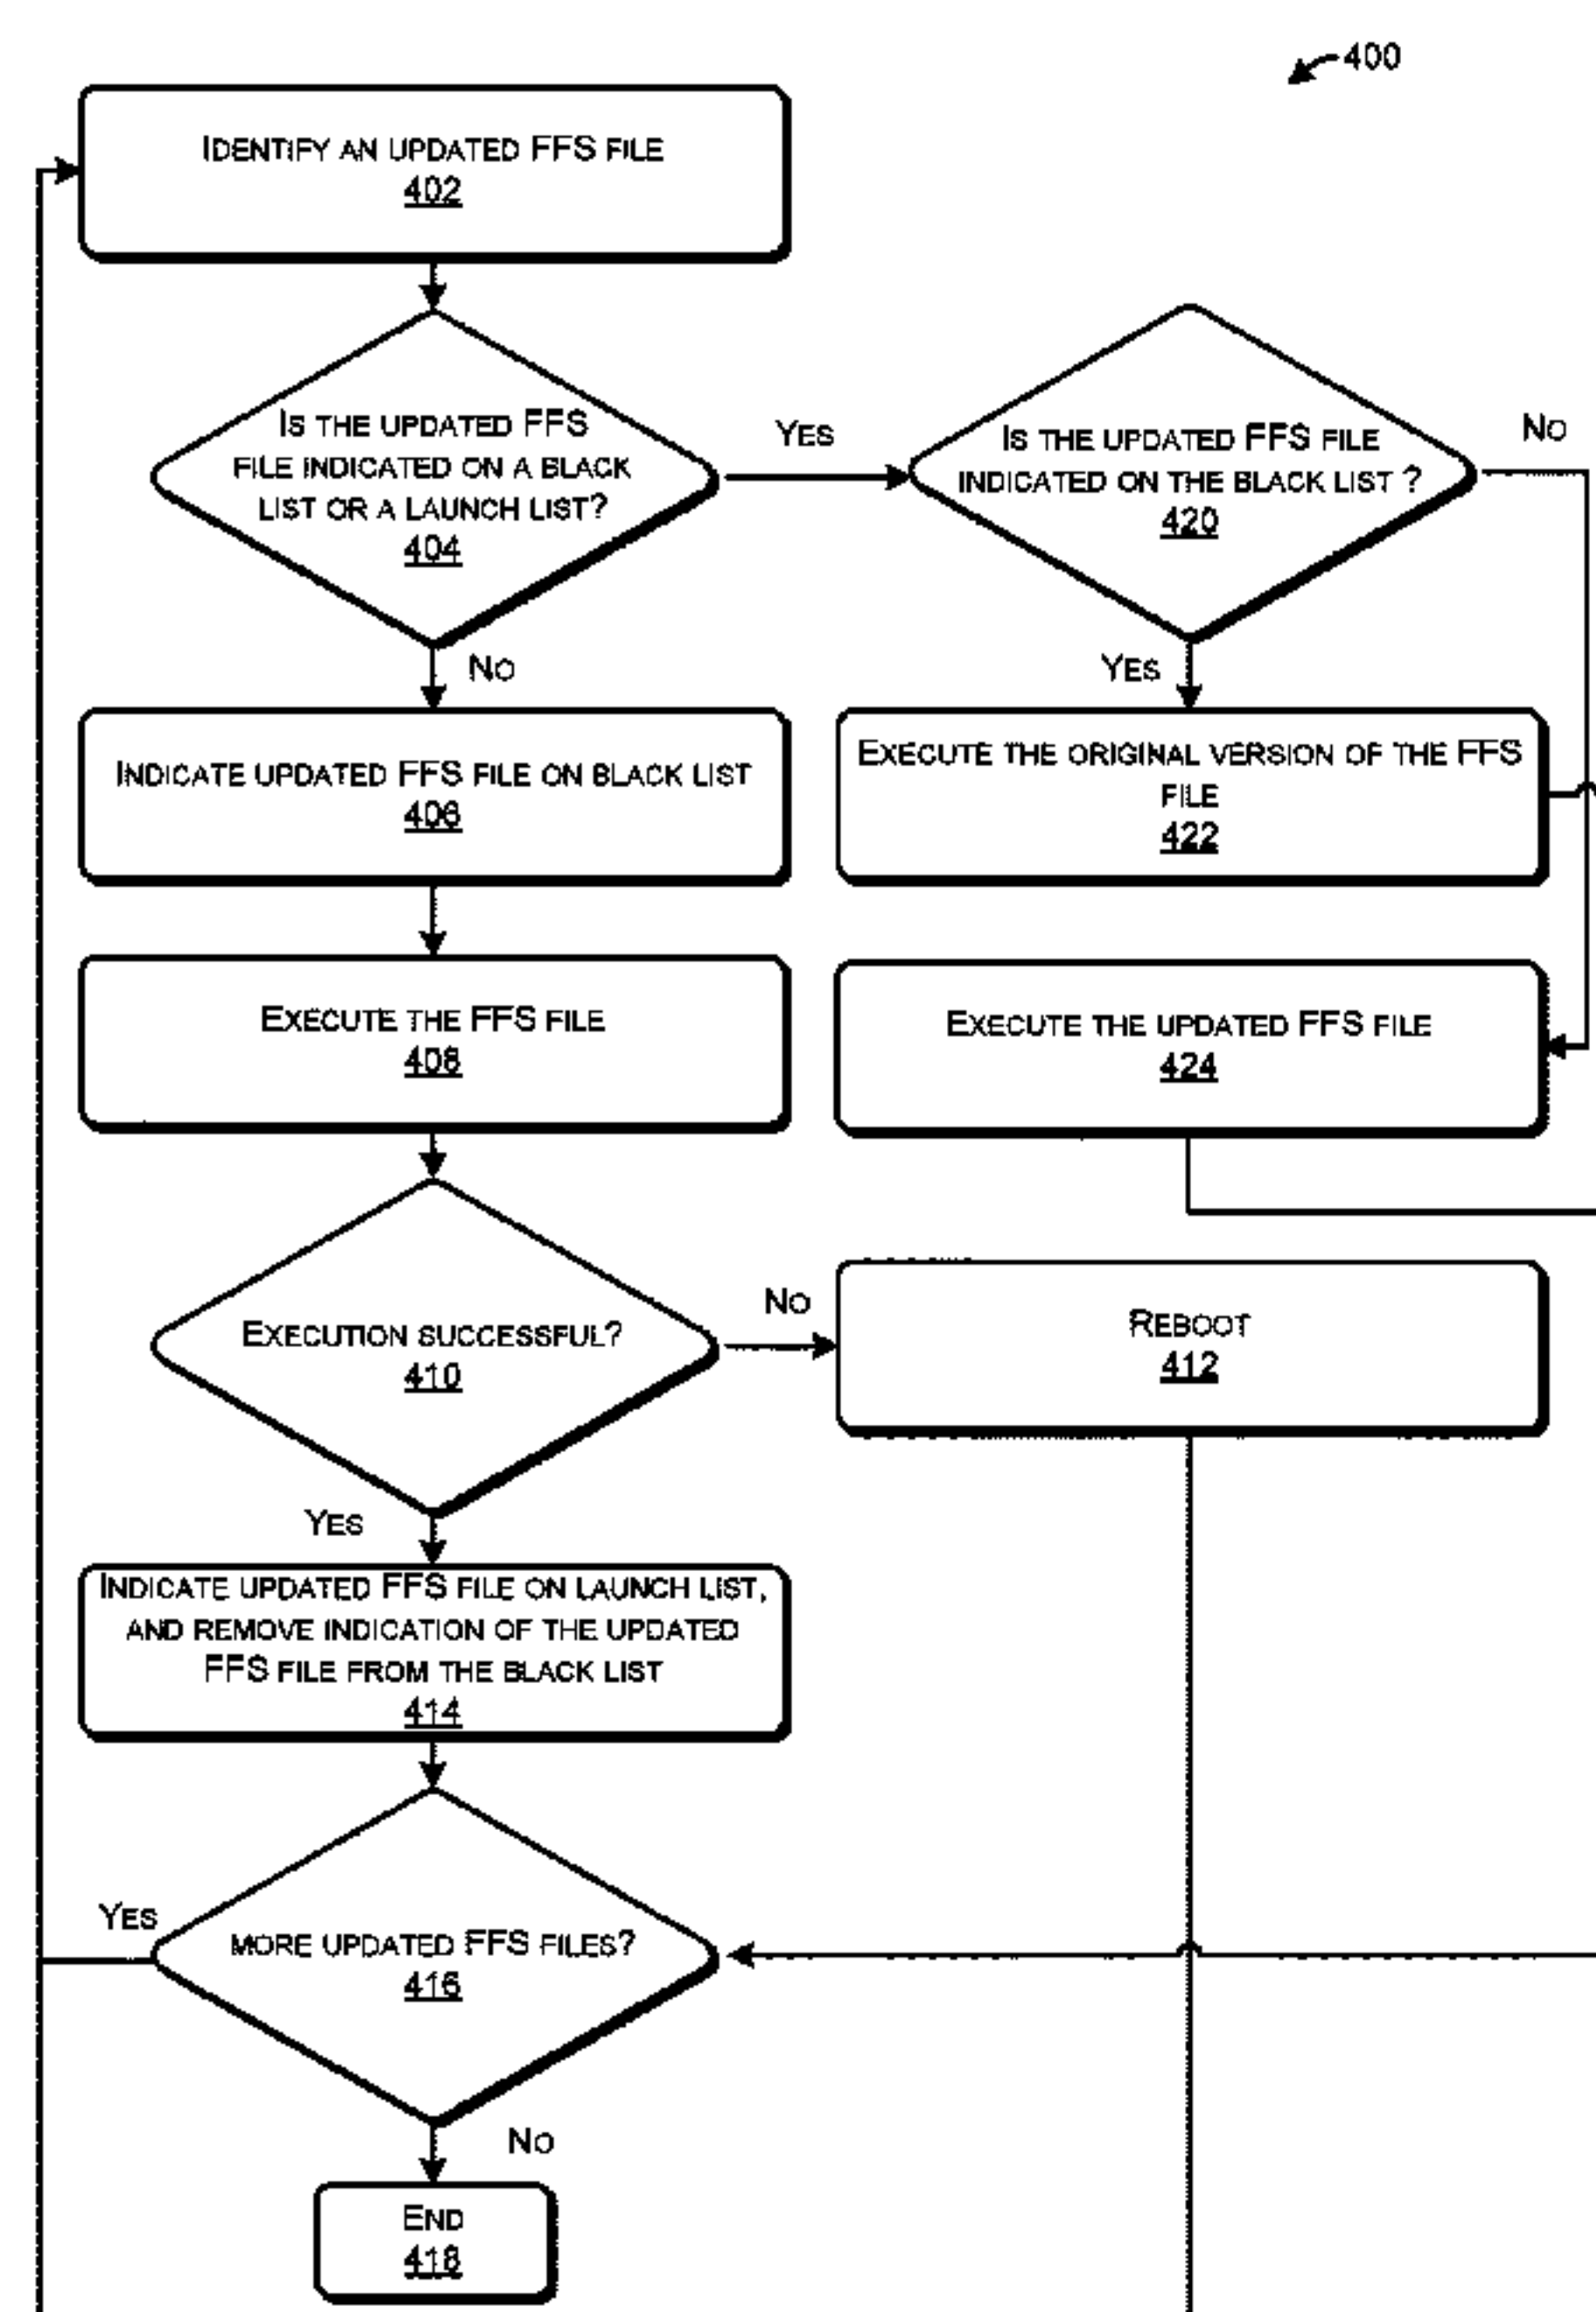 400
IDENTIFY AN UPDATED FFS FILE
402
IS THE UPDATED FFS
FILE INDICATED ON A BLACK
LIST OR A LAUNCH LIST?
404
YES
NO
IS THE UPDATED FFS FILE
INDICATED ON THE BLACK LIST ?
420
NO
YES
INDICATE UPDATED FFS FILE ON BLACK LIST
406
EXECUTE THE ORIGINAL VERSION OF THE FFS
FILE
422
EXECUTE THE FFS FILE
408
EXECUTE THE UPDATED FFS FILE
424
EXECUTION SUCCESSFUL?
410
NO
YES
REBOOT
412
INDICATE UPDATED FFS FILE ON LAUNCH LIST,
AND REMOVE INDICATION OF THE UPDATED
FFS FILE FROM THE BLACK LIST
414
YES
MORE UPDATED FFS FILES?
416
NO
END
418